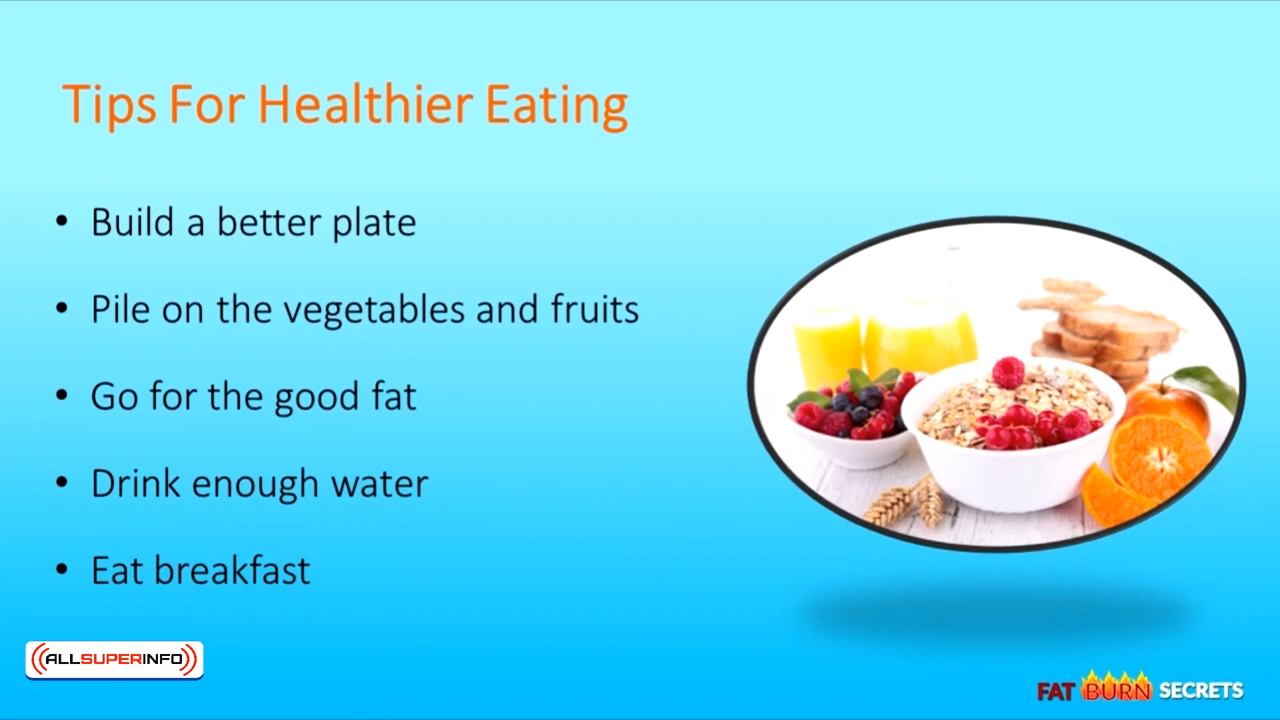 Tips For Healthier Eating
• Build a better plate
• Pile on the vegetables and fruits
• Go for the good fat
• Drink enough water
• Eat breakfast
((ALLSUPERINFO))
FAT BURN SECRETS